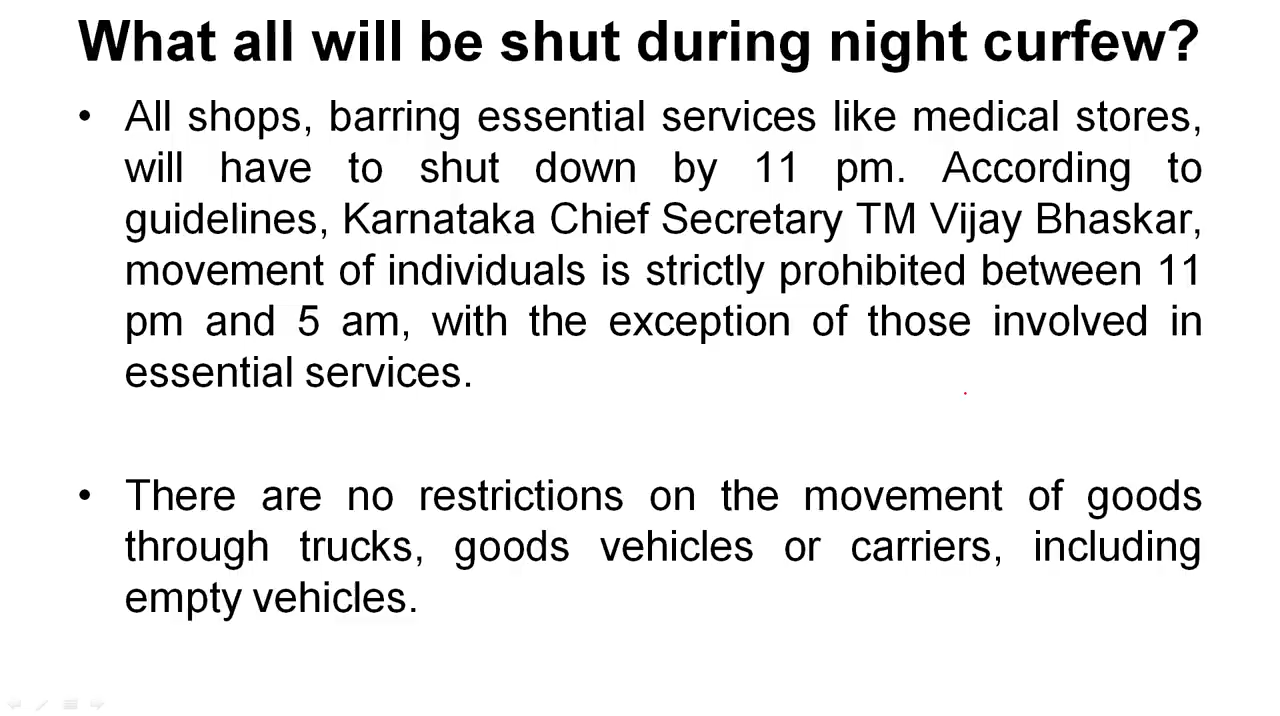 What all will be shut during night curfew?
• All shops, barring essential services like medical stores,
will have to shut down by 11 pm. According to
guidelines, Karnataka Chief Secretary TM Vijay Bhaskar,
movement of individuals is strictly prohibited between 11
pm and 5 am, with the exception of those involved in
essential services.
• There are no restrictions on the movement of goods
through trucks, goods vehicles or carriers, including
empty vehicles.